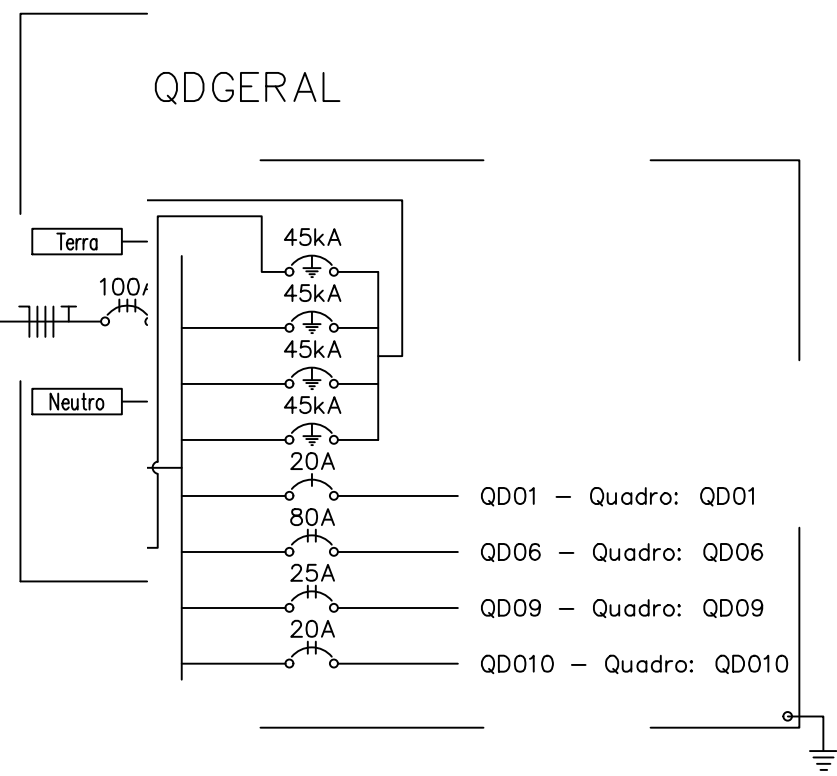 QDGERAL
45kA
Terra
100A
45kA
45kA
Neutro
45kA
20A
QD01 – Quadro: QD01
80A
QD06 – Quadro: QD06
25A
QD09 – Quadro: QD09
20A
QD010 – Quadro: QD010